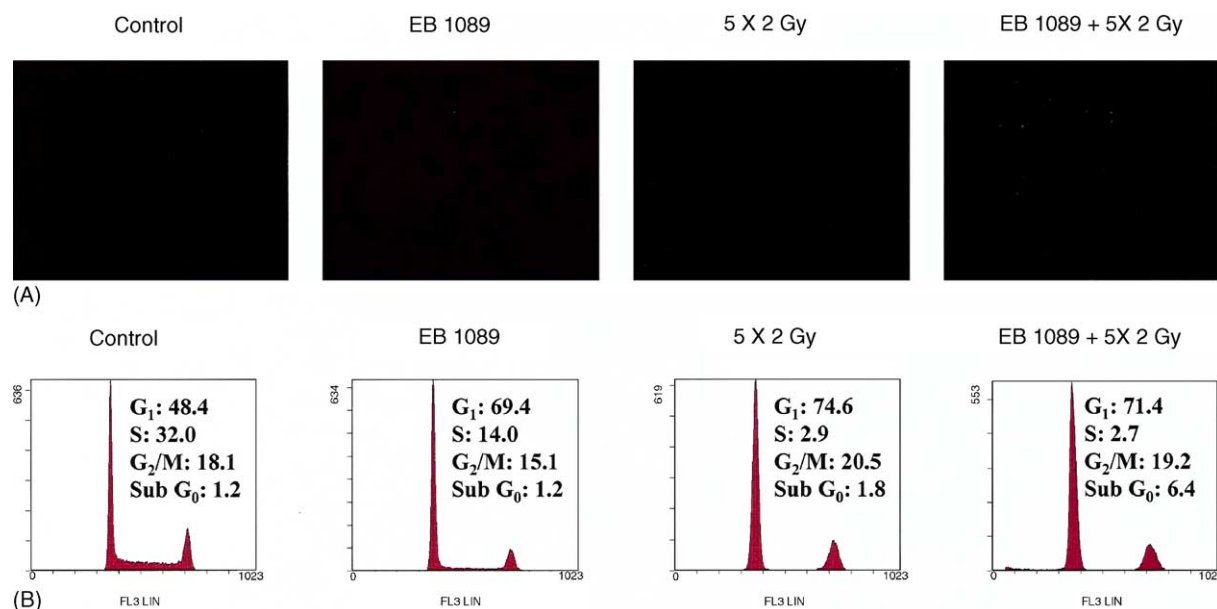 Control EB 1089 5 X 2 Gy EB 1089 + 5X 2 Gy
(A)
Control EB 1089 5 X 2 Gy EB 1089 + 5X 2 Gy
636
G1: 48.4
S: 32.0
G2/M: 18.1
Sub G0: 1.2
0 1023
FL3 LIN
634
G1: 69.4
S: 14.0
G2/M: 15.1
Sub G0: 1.2
0 1023
FL3 LIN
619
G1: 74.6
S: 2.9
G2/M: 20.5
Sub G0: 1.8
0 1023
FL3 LIN
553
G1: 71.4
S: 2.7
G2/M: 19.2
Sub G0: 6.4
0
FL3 LIN
(B)